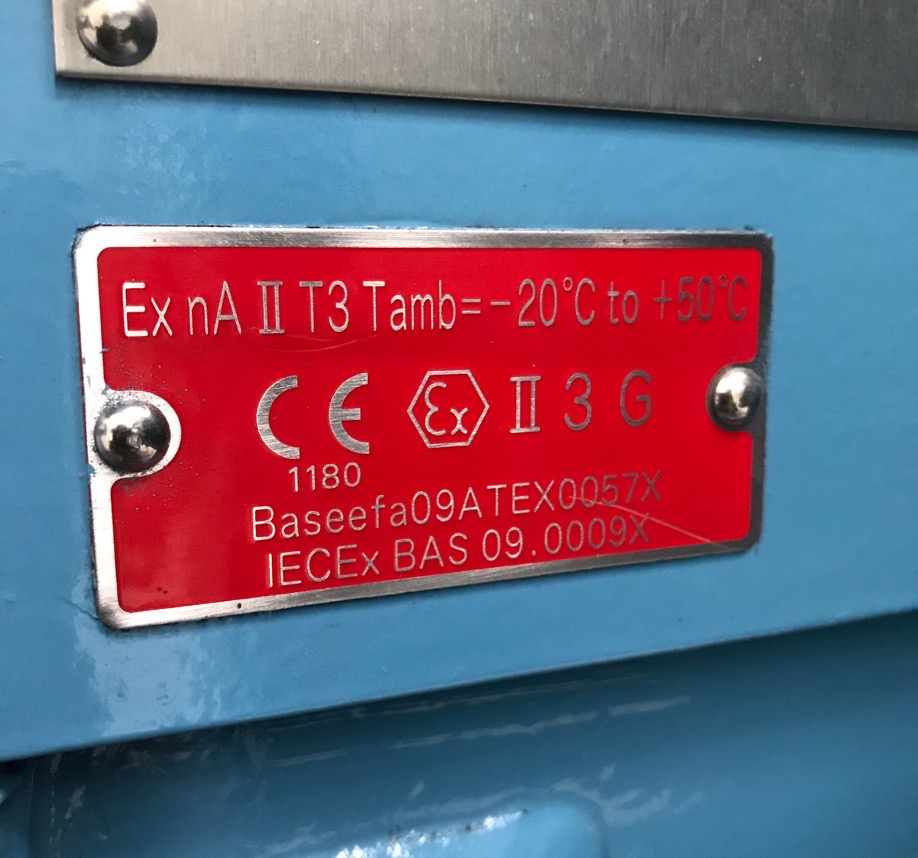 Ex nA II T3 Tamb=-20°C to +50°C
CE Ex II 3 G
1180
Baseefa09ATEX0057X
IECEx BAS 09.0009X